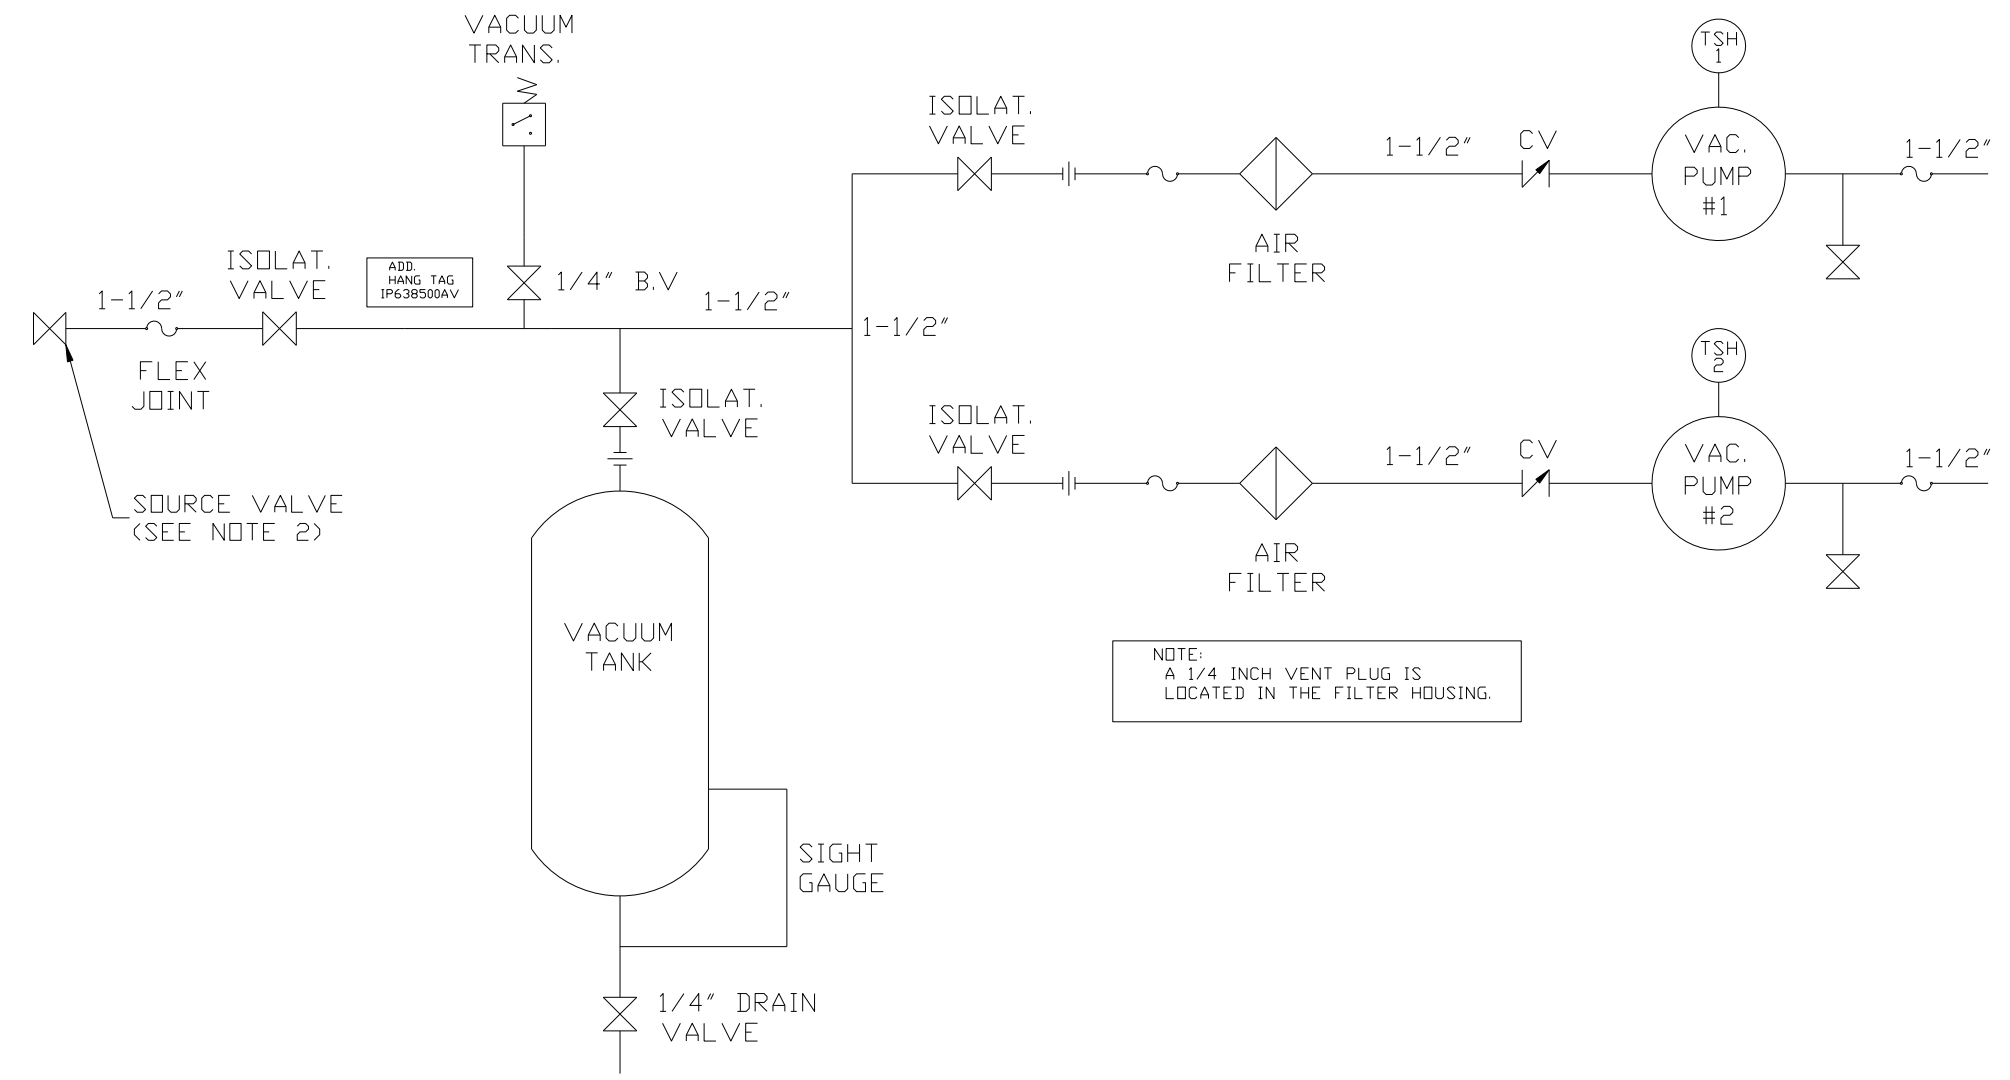 VACUUM
TRANS.
TSH
1
ISOLAT.
VALVE
1-1/2"
CV
VAC.
PUMP
#1
1-1/2"
AIR
FILTER
ISOLAT.
VALVE
1-1/2"
ADD.
HANG TAG
IP638500AV
1/4" B.V
1-1/2"
1-1/2"
FLEX
JOINT
TSH
2
ISOLAT.
VALVE
ISOLAT.
VALVE
1-1/2"
CV
VAC.
PUMP
#2
1-1/2"
SOURCE VALVE
(SEE NOTE 2)
AIR
FILTER
VACUUM
TANK
NOTE:
A 1/4 INCH VENT PLUG IS
LOCATED IN THE FILTER HOUSING.
SIGHT
GAUGE
1/4" DRAIN
VALVE